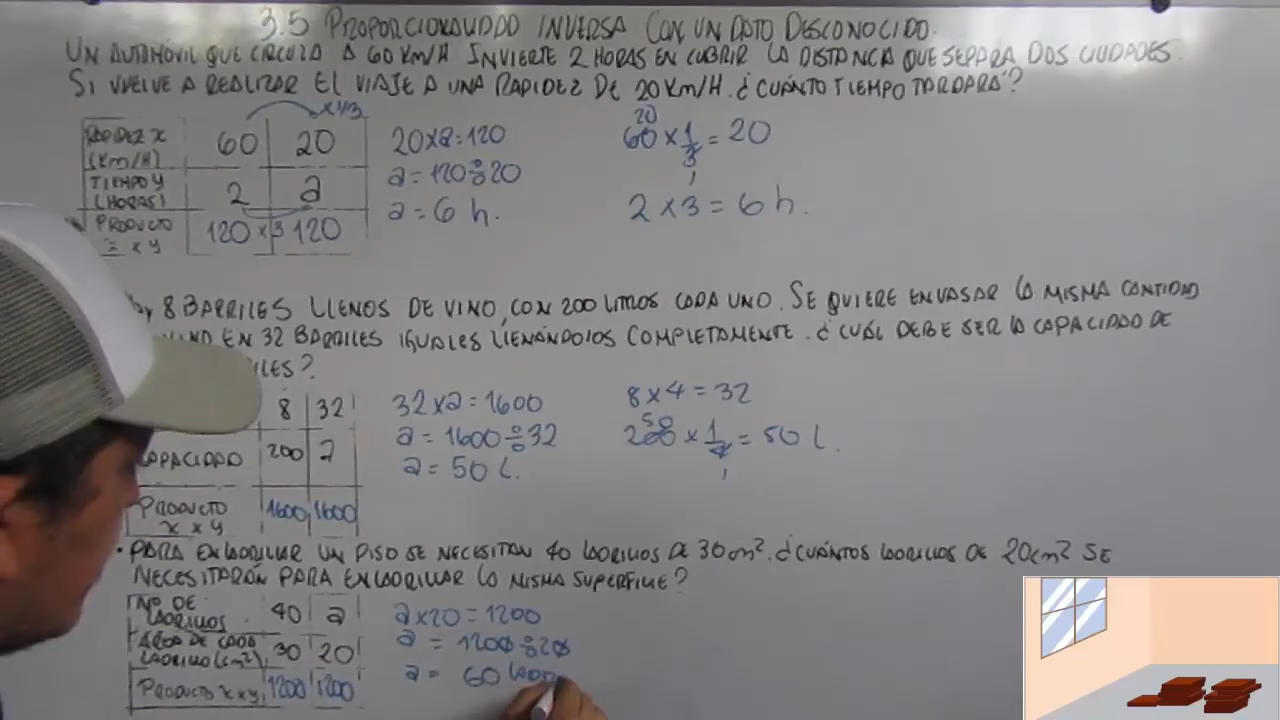 3.5 PROPORCIONALIDAD INVERSA CON UN DATO DESCONOCIDO.
UN AUTOMÓVIL QUE CIRCULA A 60 KM/H INVIERTE 2 HORAS EN CUBRIR LA DISTANCIA QUE SEPARA DOS CIUDADES.
SI VUELVE A REALIZAR EL VIAJE A UNA RAPIDEZ DE 20 KM/H. ¿CUÁNTO TIEMPO TARDARÁ?
x1/3
RAPIDEZ X (KM/H) 60 20
TIEMPO Y (HORAS) 2 a
PRODUCTO X x Y 120 x3 120
20 x a = 120
a = 120 ÷ 20
a = 6 h.
20
60 x 1/3 = 20
1
2 x 3 = 6 h.
8 BARRILES LLENOS DE VINO, CON 200 LITROS CADA UNO. SE QUIERE ENVASAR LA MISMA CANTIDAD
EN 32 BARRILES IGUALES LLENÁNDOLOS COMPLETAMENTE. ¿CUÁL DEBE SER LA CAPACIDAD DE
?
8 32
CAPACIDAD 200 a
PRODUCTO X x Y 1600 1600
32 x a = 1600
a = 1600 ÷ 32
a = 50 L.
8 x 4 = 32
50
200 x 1/4 = 50 L.
1
• PARA ENLADRILLAR UN PISO SE NECESITAN 40 LADRILLOS DE 30 cm². ¿CUÁNTOS LADRILLOS DE 20 cm² SE
NECESITARÁN PARA ENLADRILLAR LA MISMA SUPERFICIE?
Nº DE LADRILLOS 40 a
ÁREA DE CADA LADRILLO (cm²) 30 20
PRODUCTO X x Y 1200 1200
a x 20 = 1200
a = 1200 ÷ 20
a = 60